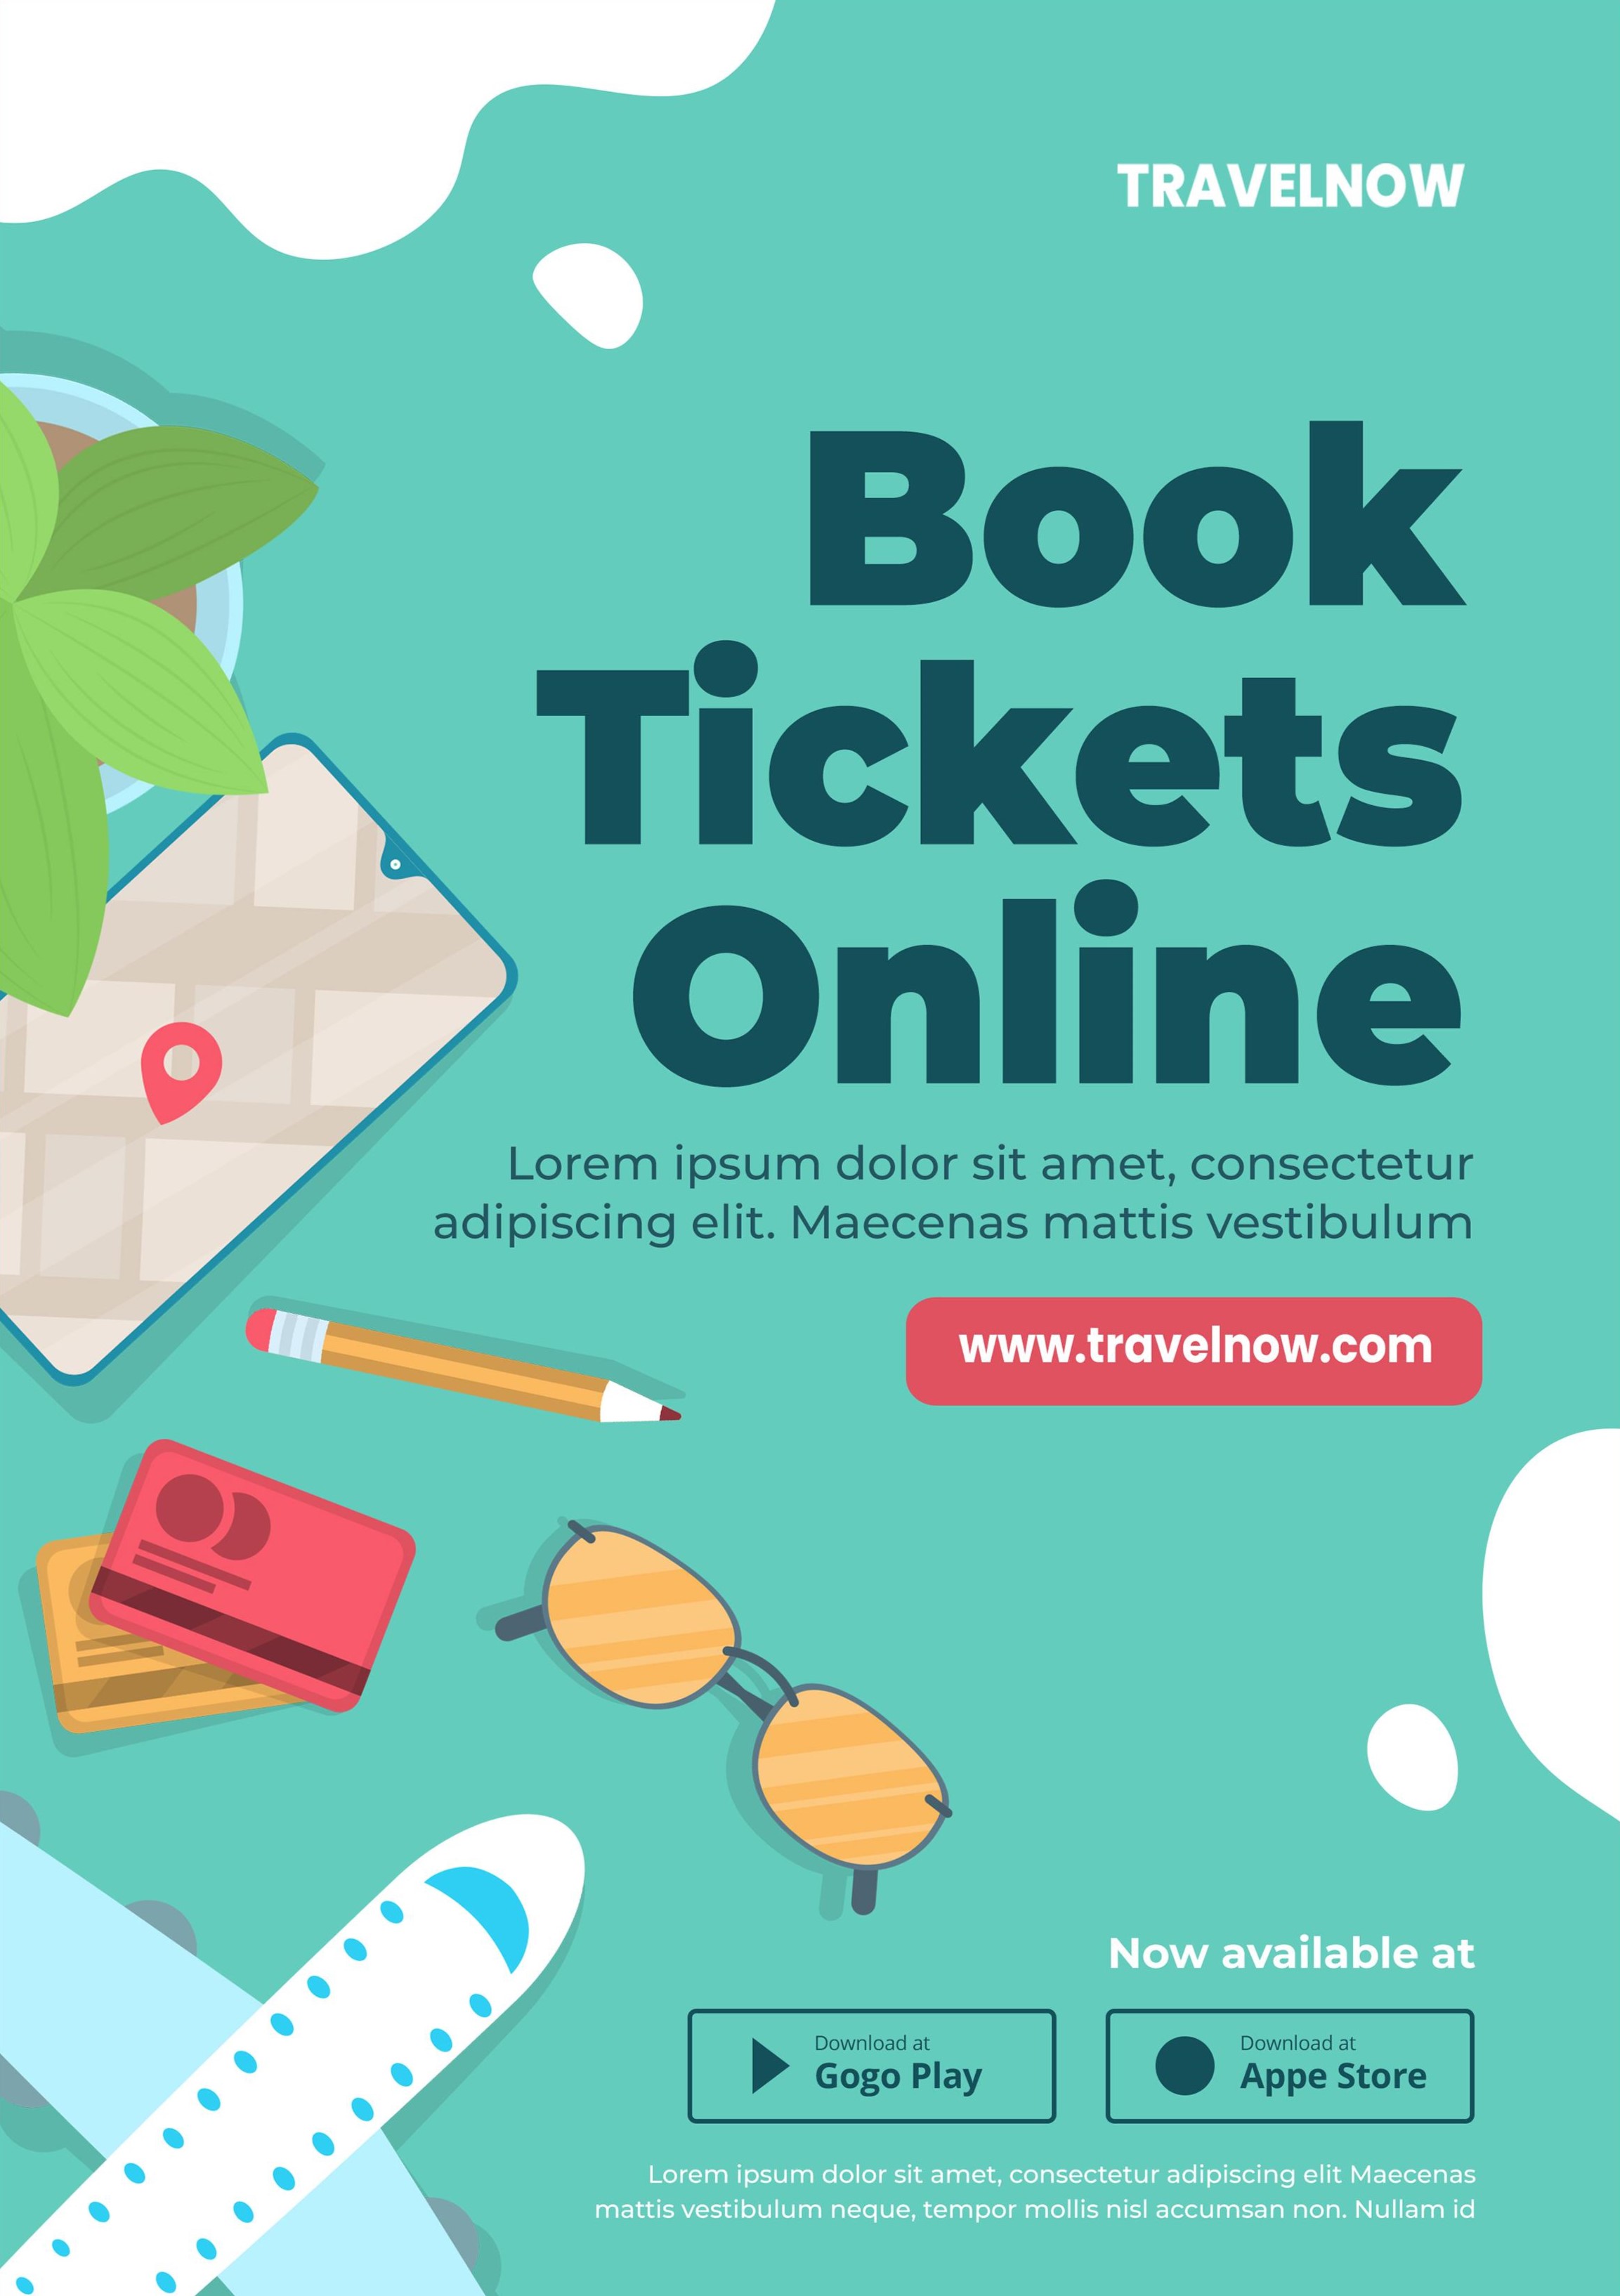 TRAVELNOW
Book
Tickets
Online
Lorem ipsum dolor sit amet, consectetur
adipiscing elit. Maecenas mattis vestibulum
www.travelnow.com
Now available at
Download at
Gogo Play
Download at
Appe Store
Lorem ipsum dolor sit amet, consectetur adipiscing elit Maecenas
mattis vestibulum neque, tempor mollis nisl accumsan non. Nullam id